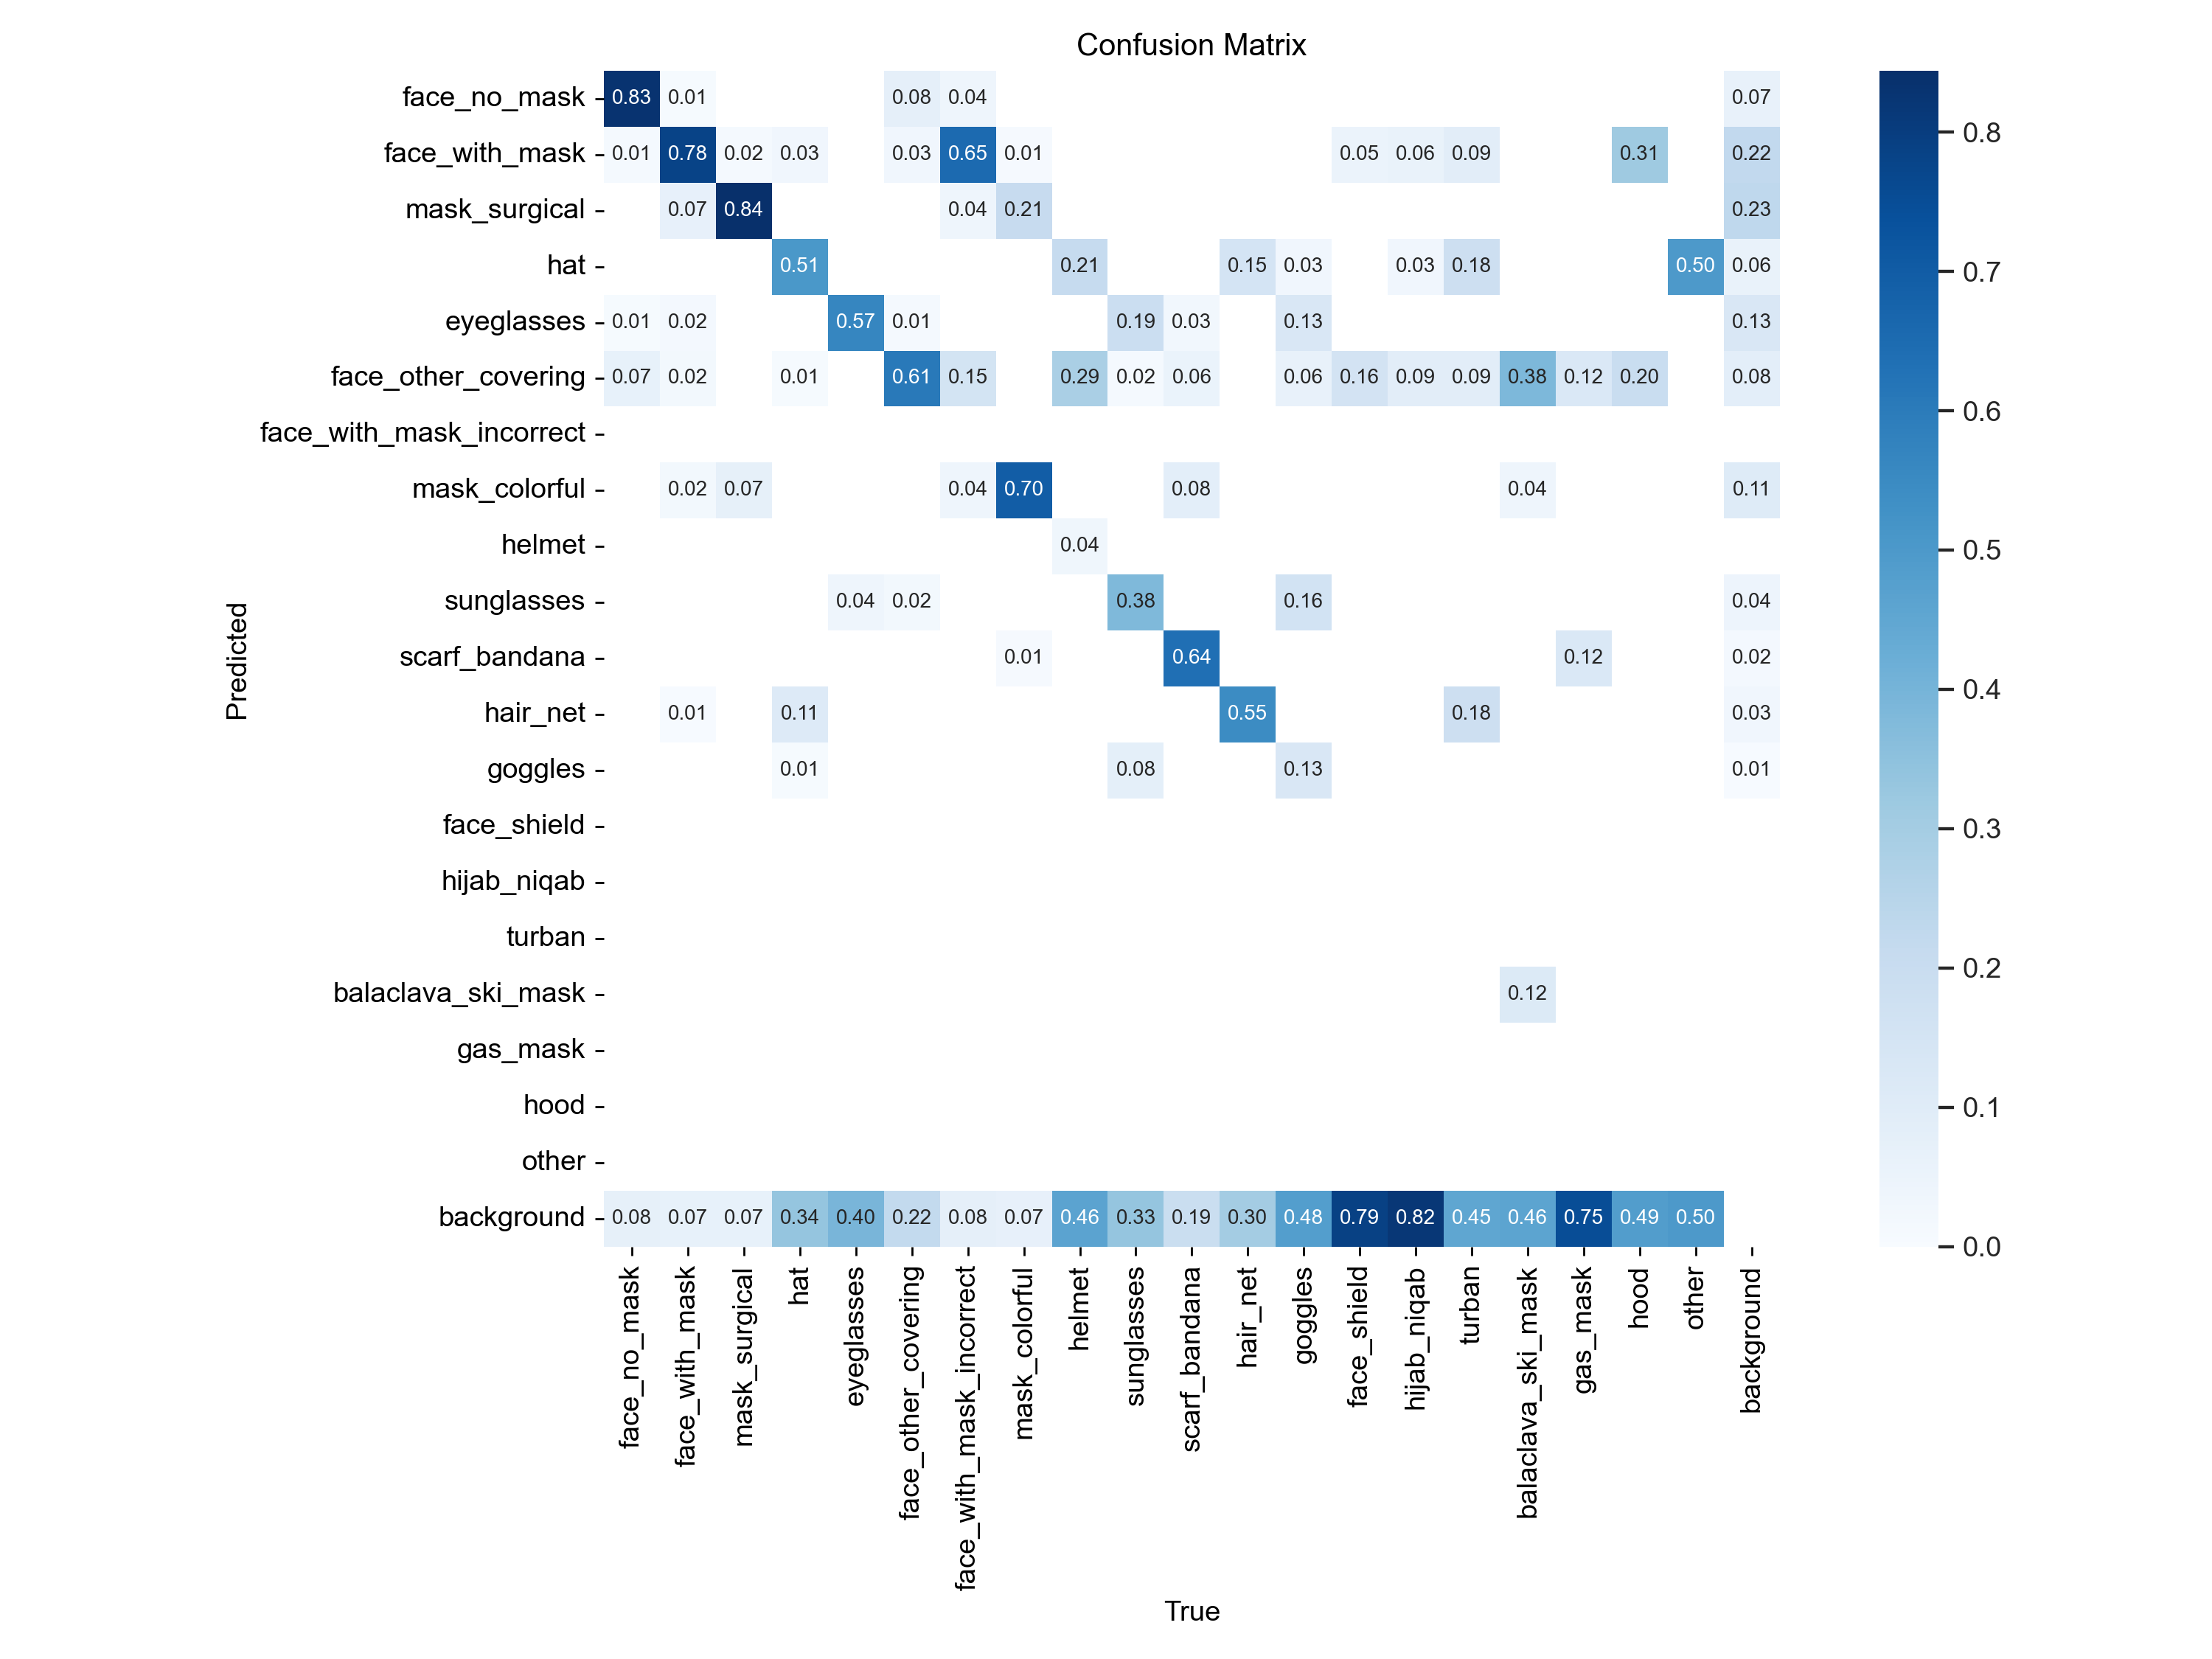 Confusion Matrix
face_no_mask 0.83 0.01 0.08 0.04 0.07
face_with_mask 0.01 0.78 0.02 0.03 0.03 0.65 0.01 0.05 0.06 0.09 0.31 0.22
mask_surgical 0.07 0.84 0.04 0.21 0.23
hat 0.51 0.21 0.15 0.03 0.03 0.18 0.50 0.06
eyeglasses 0.01 0.02 0.57 0.01 0.19 0.03 0.13 0.13
face_other_covering 0.07 0.02 0.01 0.61 0.15 0.29 0.02 0.06 0.06 0.16 0.09 0.09 0.38 0.12 0.20 0.08
face_with_mask_incorrect
mask_colorful 0.02 0.07 0.04 0.70 0.08 0.04 0.11
helmet 0.04
sunglasses 0.04 0.02 0.38 0.16 0.04
scarf_bandana 0.01 0.64 0.12 0.02
hair_net 0.01 0.11 0.55 0.18 0.03
goggles 0.01 0.08 0.13 0.01
face_shield
hijab_niqab
turban
balaclava_ski_mask 0.12
gas_mask
hood
other
background 0.08 0.07 0.07 0.34 0.40 0.22 0.08 0.07 0.46 0.33 0.19 0.30 0.48 0.79 0.82 0.45 0.46 0.75 0.49 0.50
Predicted
face_no_mask
face_with_mask
mask_surgical
hat
eyeglasses
face_other_covering
face_with_mask_incorrect
mask_colorful
helmet
sunglasses
scarf_bandana
hair_net
goggles
face_shield
hijab_niqab
turban
balaclava_ski_mask
gas_mask
hood
other
background
True
0.8
0.7
0.6
0.5
0.4
0.3
0.2
0.1
0.0